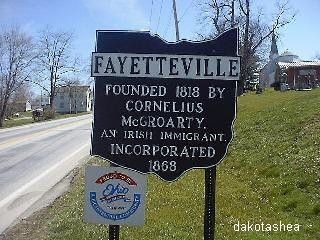 FAYETTEVILLE
FOUNDED 1818 BY
CORNELIUS
McGROARTY.
AN IRISH IMMIGRANT.
INCORPORATED
1868
Ohio
dakotashea